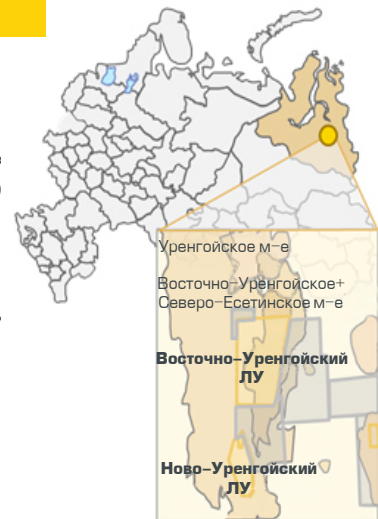 Уренгойское м-е
Восточно-Уренгойское+
Северо-Есетинское м-е
Восточно-Уренгойский
ЛУ
Ново-Уренгойский
ЛУ